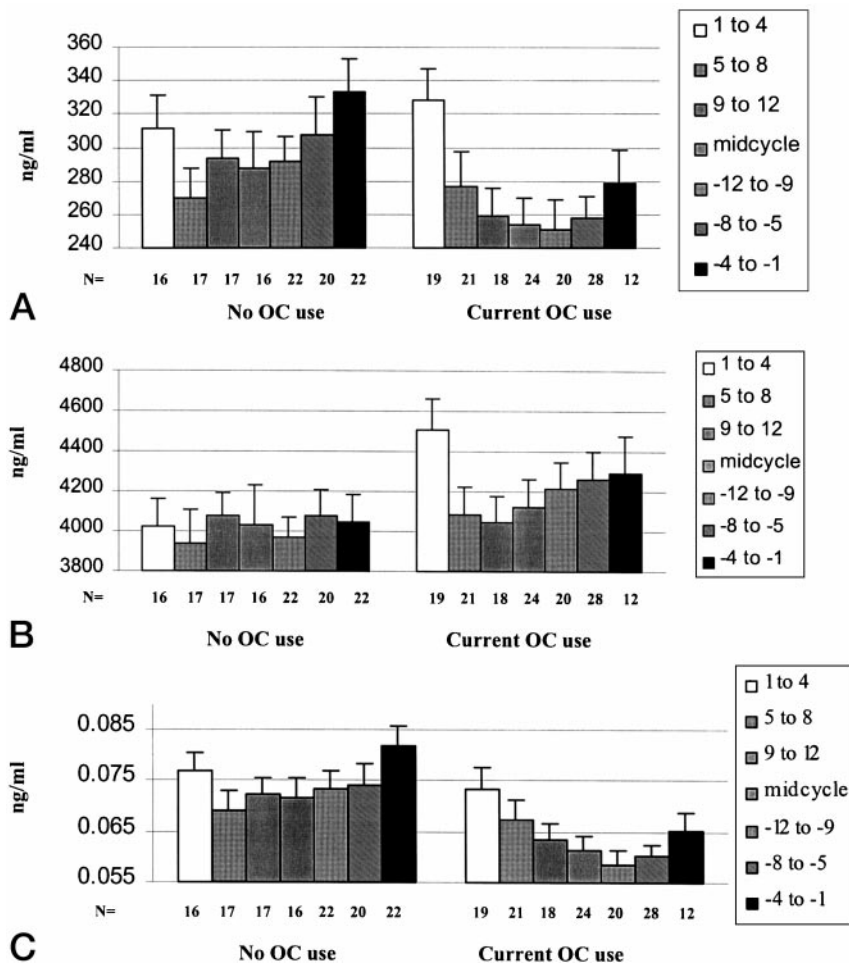 360
340
320
300
280
260
240
ng/ml
N= 16 17 17 16 22 20 22 19 21 18 24 20 28 12
No OC use Current OC use
A
1 to 4
5 to 8
9 to 12
midcycle
-12 to -9
-8 to -5
-4 to -1
4800
4600
4400
4200
4000
3800
ng/ml
N= 16 17 17 16 22 20 22 19 21 18 24 20 28 12
No OC use Current OC use
B
1 to 4
5 to 8
9 to 12
midcycle
-12 to -9
-8 to -5
-4 to -1
0.085
0.075
0.065
0.055
ng/ml
N= 16 17 17 16 22 20 22 19 21 18 24 20 28 12
No OC use Current OC use
C
1 to 4
5 to 8
9 to 12
midcycle
-12 to -9
-8 to -5
-4 to -1